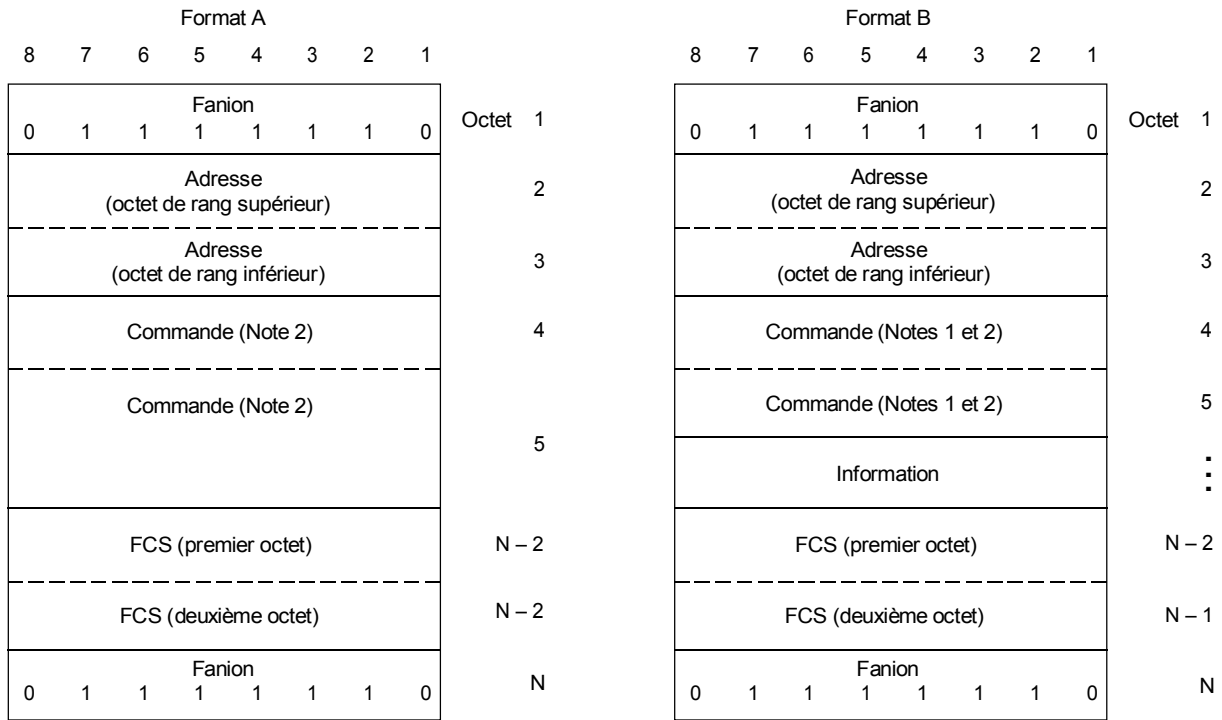 Format A
8 7 6 5 4 3 2 1
Fanion
0 1 1 1 1 1 1 0 Octet 1
Adresse
(octet de rang supérieur) 2
Adresse
(octet de rang inférieur) 3
Commande (Note 2) 4
Commande (Note 2)
5
FCS (premier octet) N – 2
FCS (deuxième octet) N – 2
Fanion
0 1 1 1 1 1 1 0 N
Format B
8 7 6 5 4 3 2 1
Fanion
0 1 1 1 1 1 1 0 Octet 1
Adresse
(octet de rang supérieur) 2
Adresse
(octet de rang inférieur) 3
Commande (Notes 1 et 2) 4
Commande (Notes 1 et 2) 5
Information ⋮
FCS (premier octet) N – 2
FCS (deuxième octet) N – 1
Fanion
0 1 1 1 1 1 1 0 N